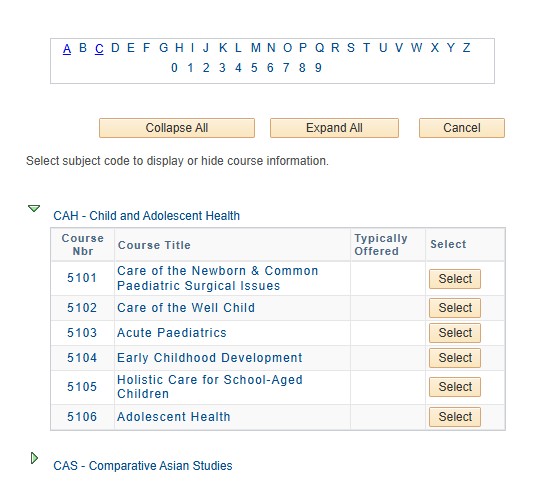 A B C D E F G H I J K L M N O P Q R S T U V W X Y Z
0 1 2 3 4 5 6 7 8 9
Collapse All Expand All Cancel
Select subject code to display or hide course information.
CAH - Child and Adolescent Health
Course Nbr Course Title Typically Offered Select
5101 Care of the Newborn & Common Paediatric Surgical Issues Select
5102 Care of the Well Child Select
5103 Acute Paediatrics Select
5104 Early Childhood Development Select
5105 Holistic Care for School-Aged Children Select
5106 Adolescent Health Select
CAS - Comparative Asian Studies